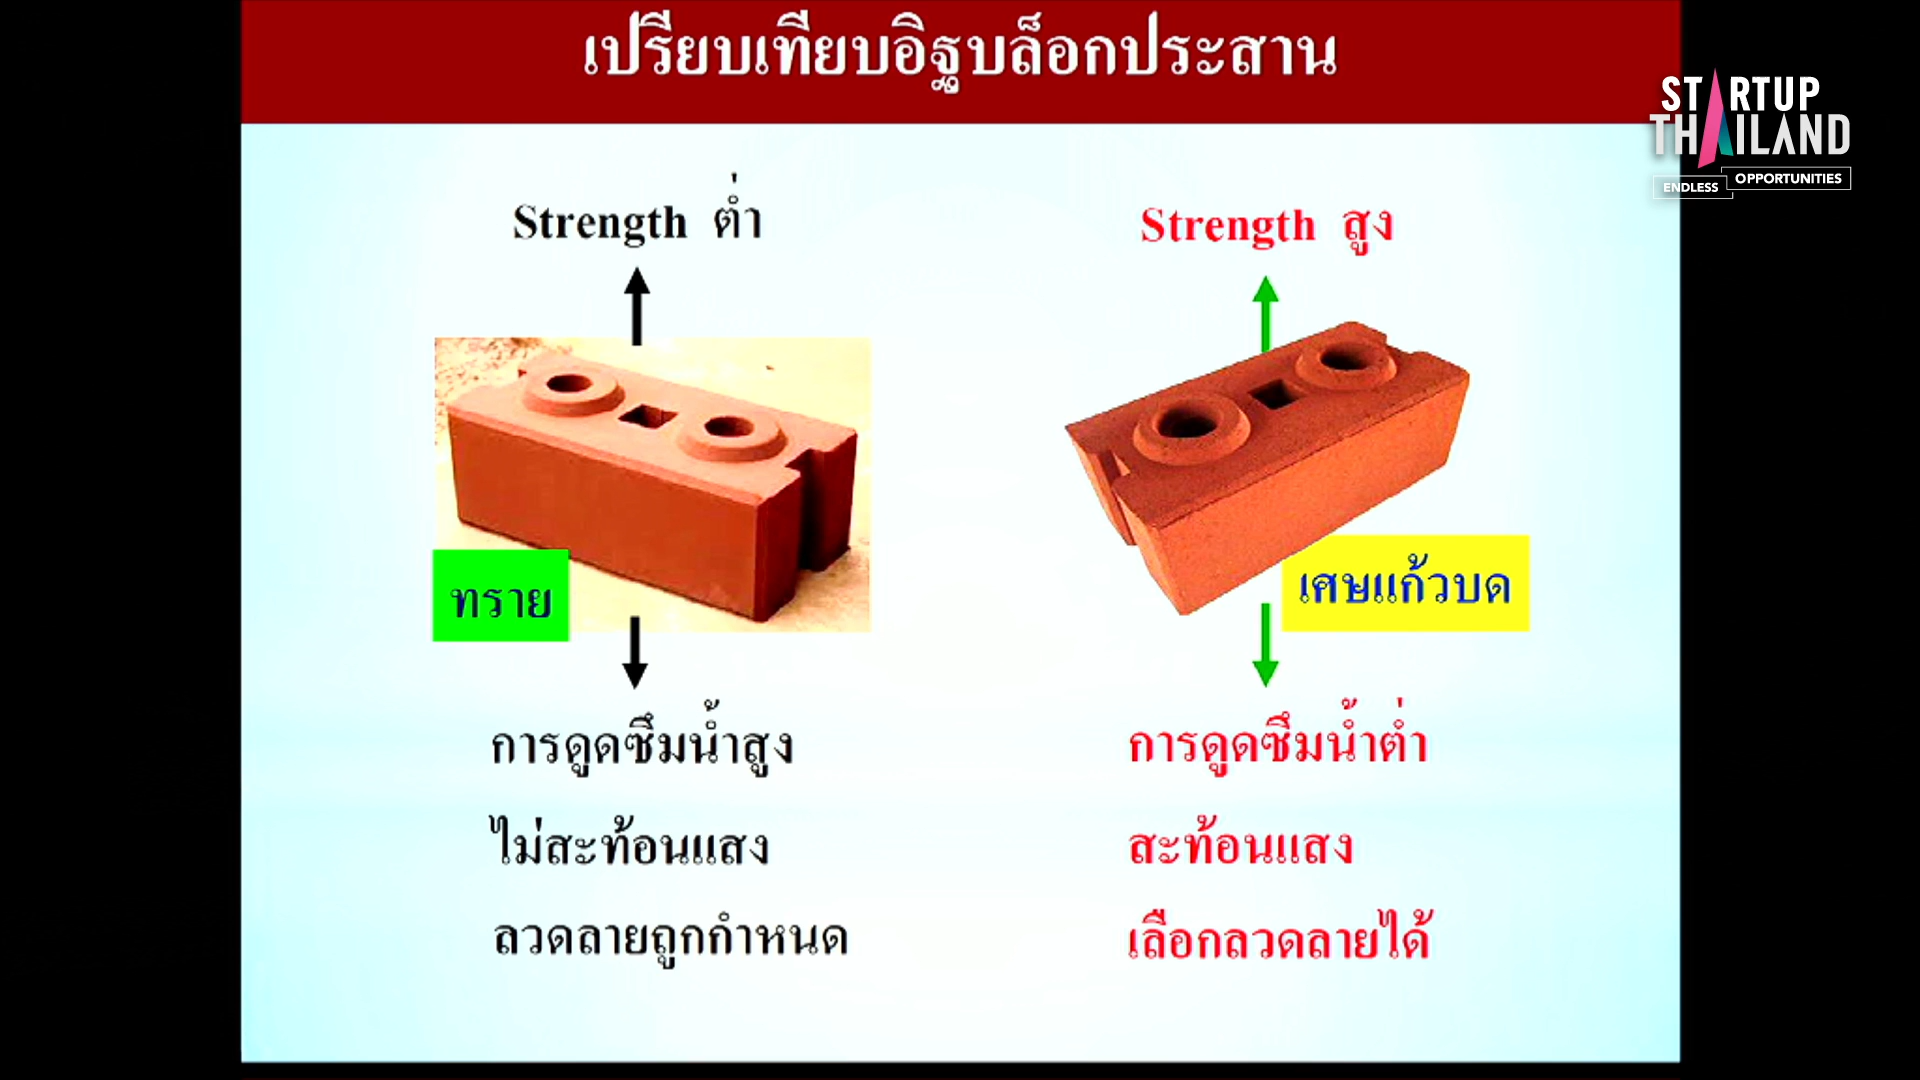 เปรียบเทียบอิฐบล็อกประสาน
STARTUP
THAILAND
ENDLESS OPPORTUNITIES
Strength ต่ำ
Strength สูง
ทราย
เศษแก้วบด
การดูดซึมน้ำสูง
การดูดซึมน้ำต่ำ
ไม่สะท้อนแสง
สะท้อนแสง
ลวดลายถูกกำหนด
เลือกลวดลายได้